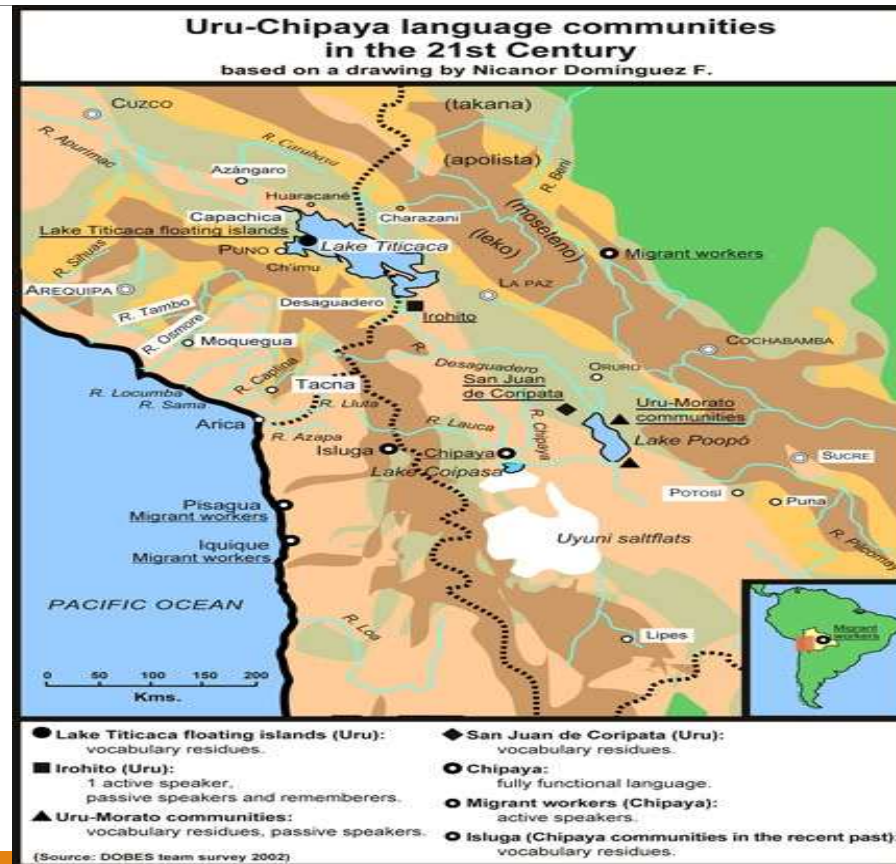 Uru-Chipaya language communities
in the 21st Century
based on a drawing by Nicanor Domínguez F.
CUZCO
(takana)
R. Apurimac
R. Carabaya
(apolista)
R. Beni
Azángaro
Huaracané
Capachica
Charazani
(moseteno)
Lake Titicaca floating islands
Lake Titicaca
(leko)
Migrant workers
PUNO
Ch'imu
R. Sihuas
LA PAZ
AREQUIPA
Desaguadero
Irohito
R. Tambo
R. Osmore
Moquegua
R. Desaguadero
COCHABAMBA
ORURO
R. Caplina
Tacna
San Juan
de Coripata
Uru-Morato
communities
R. Locumba
R. Sama
R. Lluta
R. Lauca
R. Chipaya
Lake Poopó
Arica
R. Azapa
Isluga
Chipaya
SUCRE
Lake Coipasa
POTOSI
Puna
Pisagua
Migrant workers
Uyuni saltflats
R. Pilcomay
Iquique
Migrant workers
PACIFIC OCEAN
R. Loa
Lipes
Migrant
workers
0 50 100 150 200
Kms.
Lake Titicaca floating islands (Uru):
vocabulary residues.
Irohito (Uru):
1 active speaker,
passive speakers and rememberers.
Uru-Morato communities:
vocabulary residues, passive speakers.
(Source: DOBES team survey 2002)
San Juan de Coripata (Uru):
vocabulary residues.
Chipaya:
fully functional language.
Migrant workers (Chipaya):
active speakers.
Isluga (Chipaya communities in the recent past):
vocabulary residues.